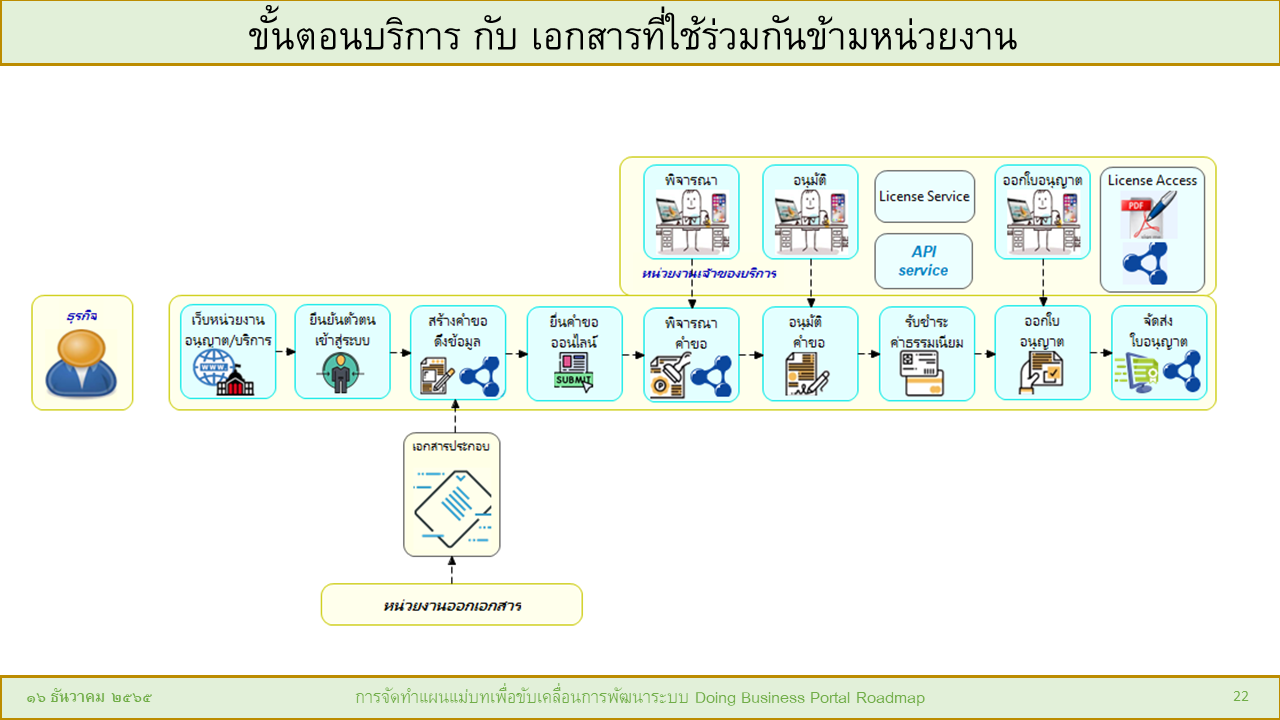 ขั้นตอนบริการ กับ เอกสารที่ใช้ร่วมกันข้ามหน่วยงาน
พิจารณา
อนุมัติ
License Service
API
service
ออกใบอนุญาต
License Access
PDF
หน่วยงานเจ้าของบริการ
ธุรกิจ
เว็บหน่วยงาน
อนุญาต/บริการ
WWW
ยืนยันตัวตน
เข้าสู่ระบบ
สร้างคำขอ
ดึงข้อมูล
ยื่นคำขอ
ออนไลน์
SUBMIT
พิจารณา
คำขอ
อนุมัติ
คำขอ
รับชำระ
ค่าธรรมเนียม
ออกใบ
อนุญาต
จัดส่ง
ใบอนุญาต
เอกสารประกอบ
หน่วยงานออกเอกสาร
๑๖ ธันวาคม ๒๕๖๕
การจัดทำแผนแม่บทเพื่อขับเคลื่อนการพัฒนาระบบ Doing Business Portal Roadmap
22